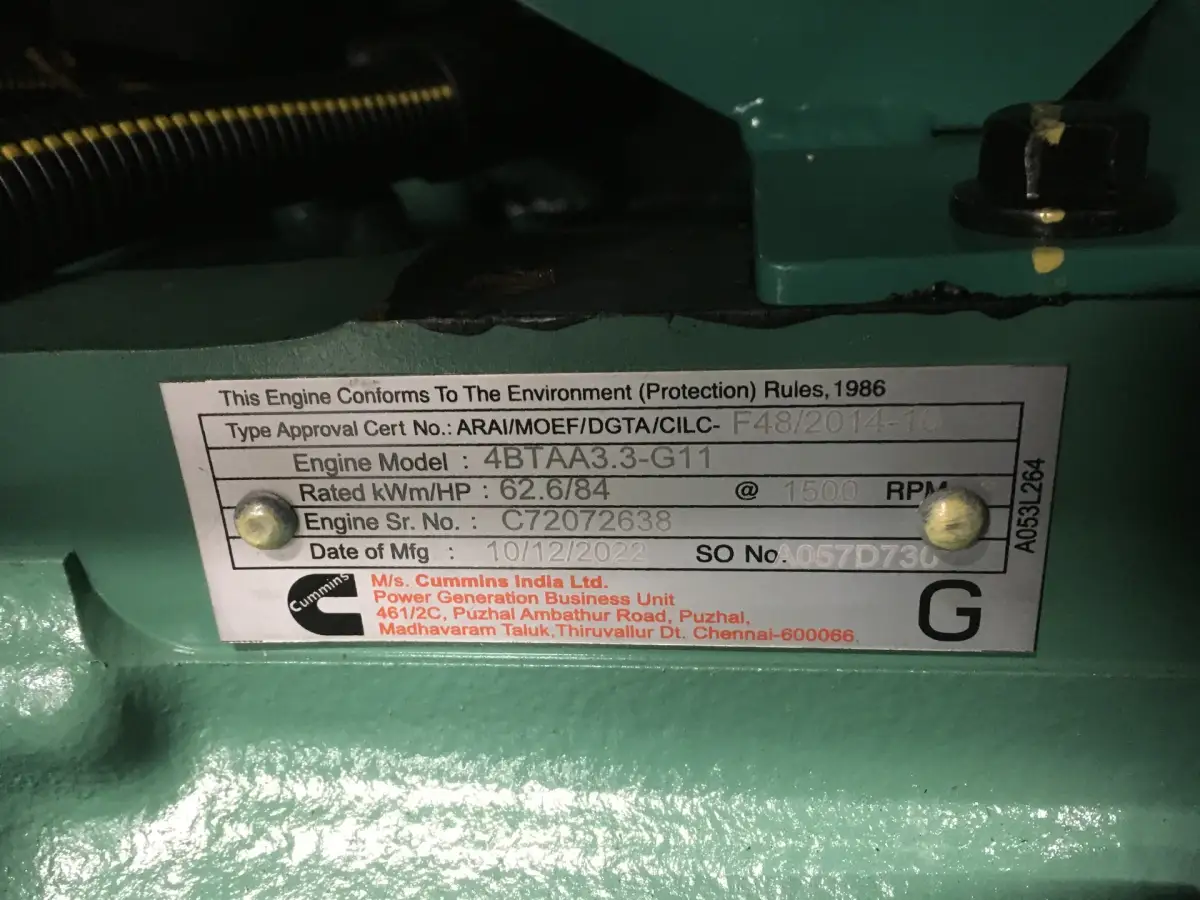 This Engine Conforms To The Environment (Protection) Rules, 1986
Type Approval Cert No.: ARAI/MOEF/DGTA/CILC- F48/2014-10
Engine Model : 4BTAA3.3-G11
Rated kWm/HP : 62.6/84 @ 1500 RPM
Engine Sr. No. : C72072638
Date of Mfg : 10/12/2022 SO No. A057D730
A053L264
Cummins
M/s. Cummins India Ltd.
Power Generation Business Unit
461/2C, Puzhal Ambathur Road, Puzhal,
Madhavaram Taluk,Thiruvallur Dt. Chennai-600066.
G